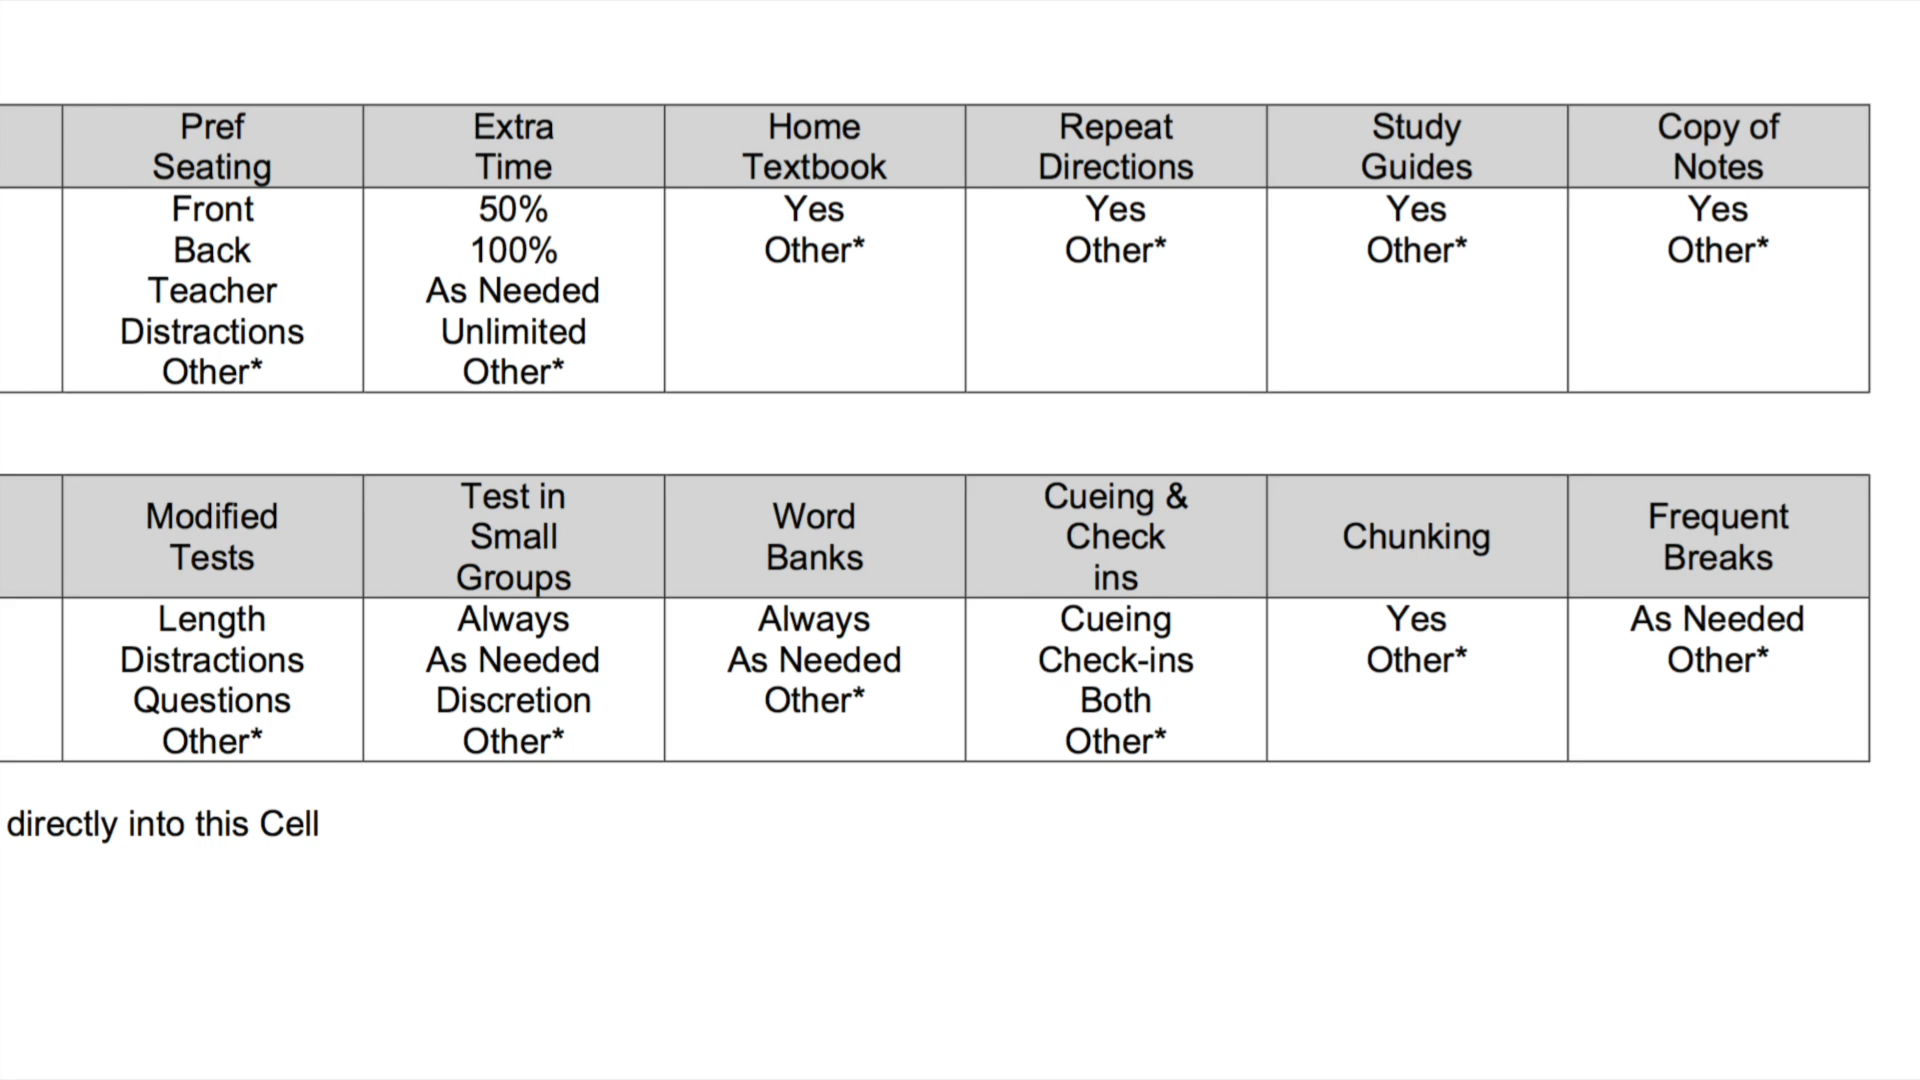 Pref Seating Extra Time Home Textbook Repeat Directions Study Guides Copy of Notes
Front 50% Yes Yes Yes Yes
Back 100% Other* Other* Other* Other*
Teacher As Needed
Distractions Unlimited
Other* Other*
Modified Tests Test in Small Groups Word Banks Cueing & Check ins Chunking Frequent Breaks
Length Always Always Cueing Yes As Needed
Distractions As Needed As Needed Check-ins Other* Other*
Questions Discretion Other* Both
Other* Other* Other*
directly into this Cell